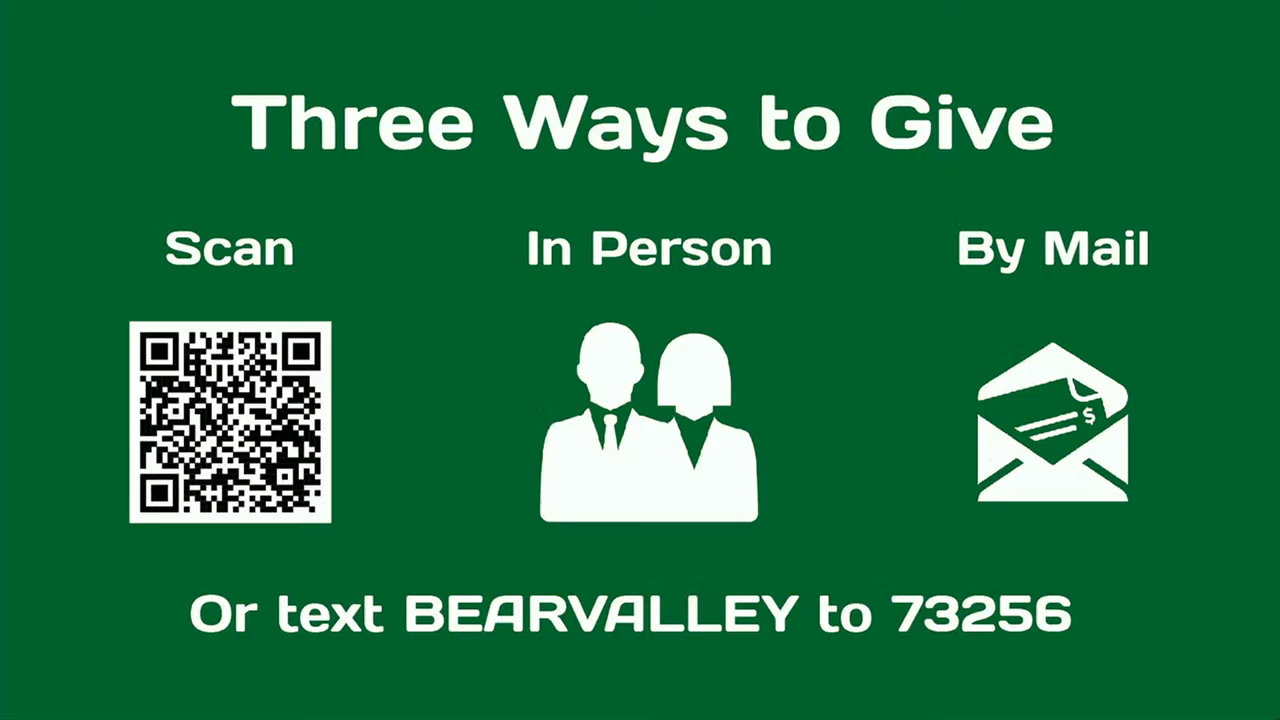 Three Ways to Give
Scan
In Person
By Mail
$
Or text BEARVALLEY to 73256